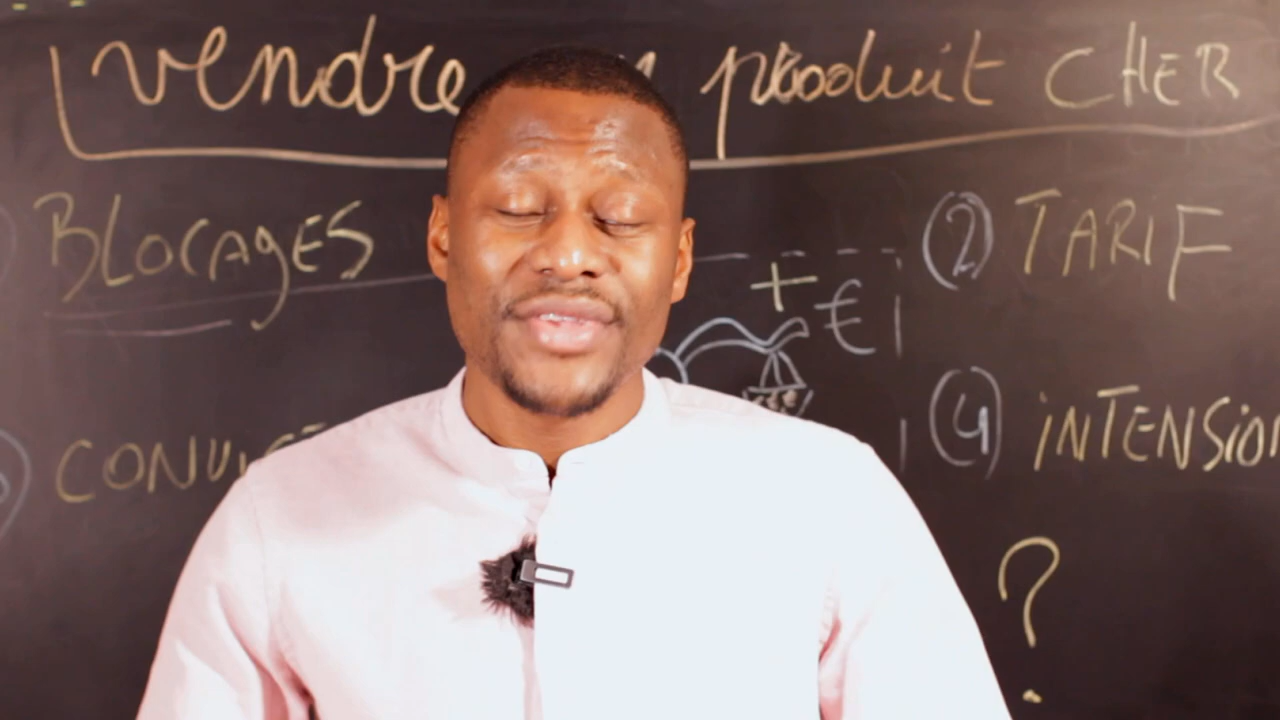 vendre produit CHER
BLOCAGES
② TARIF
+ €
④ iNTENSiON
?